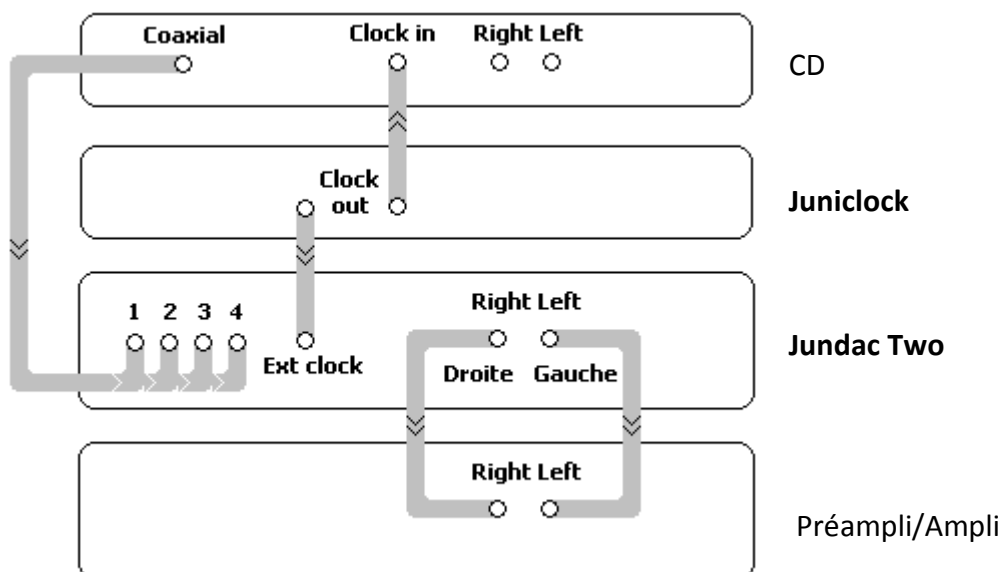 Coaxial Clock in Right Left
CD
Clock
out
Juniclock
1 2 3 4 Right Left
Ext clock Droite Gauche
Jundac Two
Right Left
Préampli/Ampli